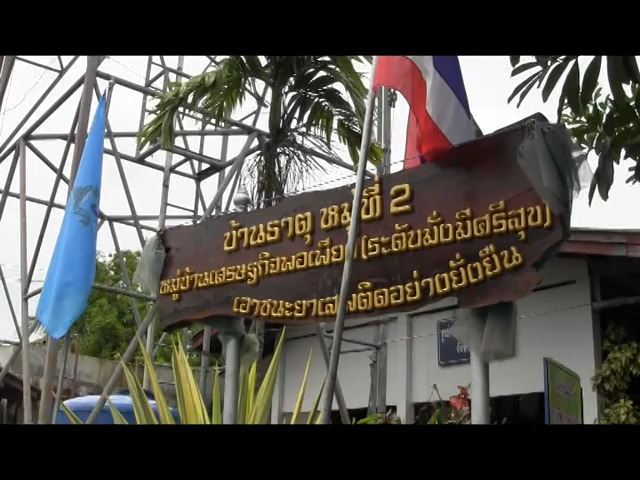 บ้านธาตุ หมู่ที่ 2
หมู่บ้านเศรษฐกิจพอเพียง (ระดับมั่งมีศรีสุข)
เอาชนะยาเสพติดอย่างยั่งยืน